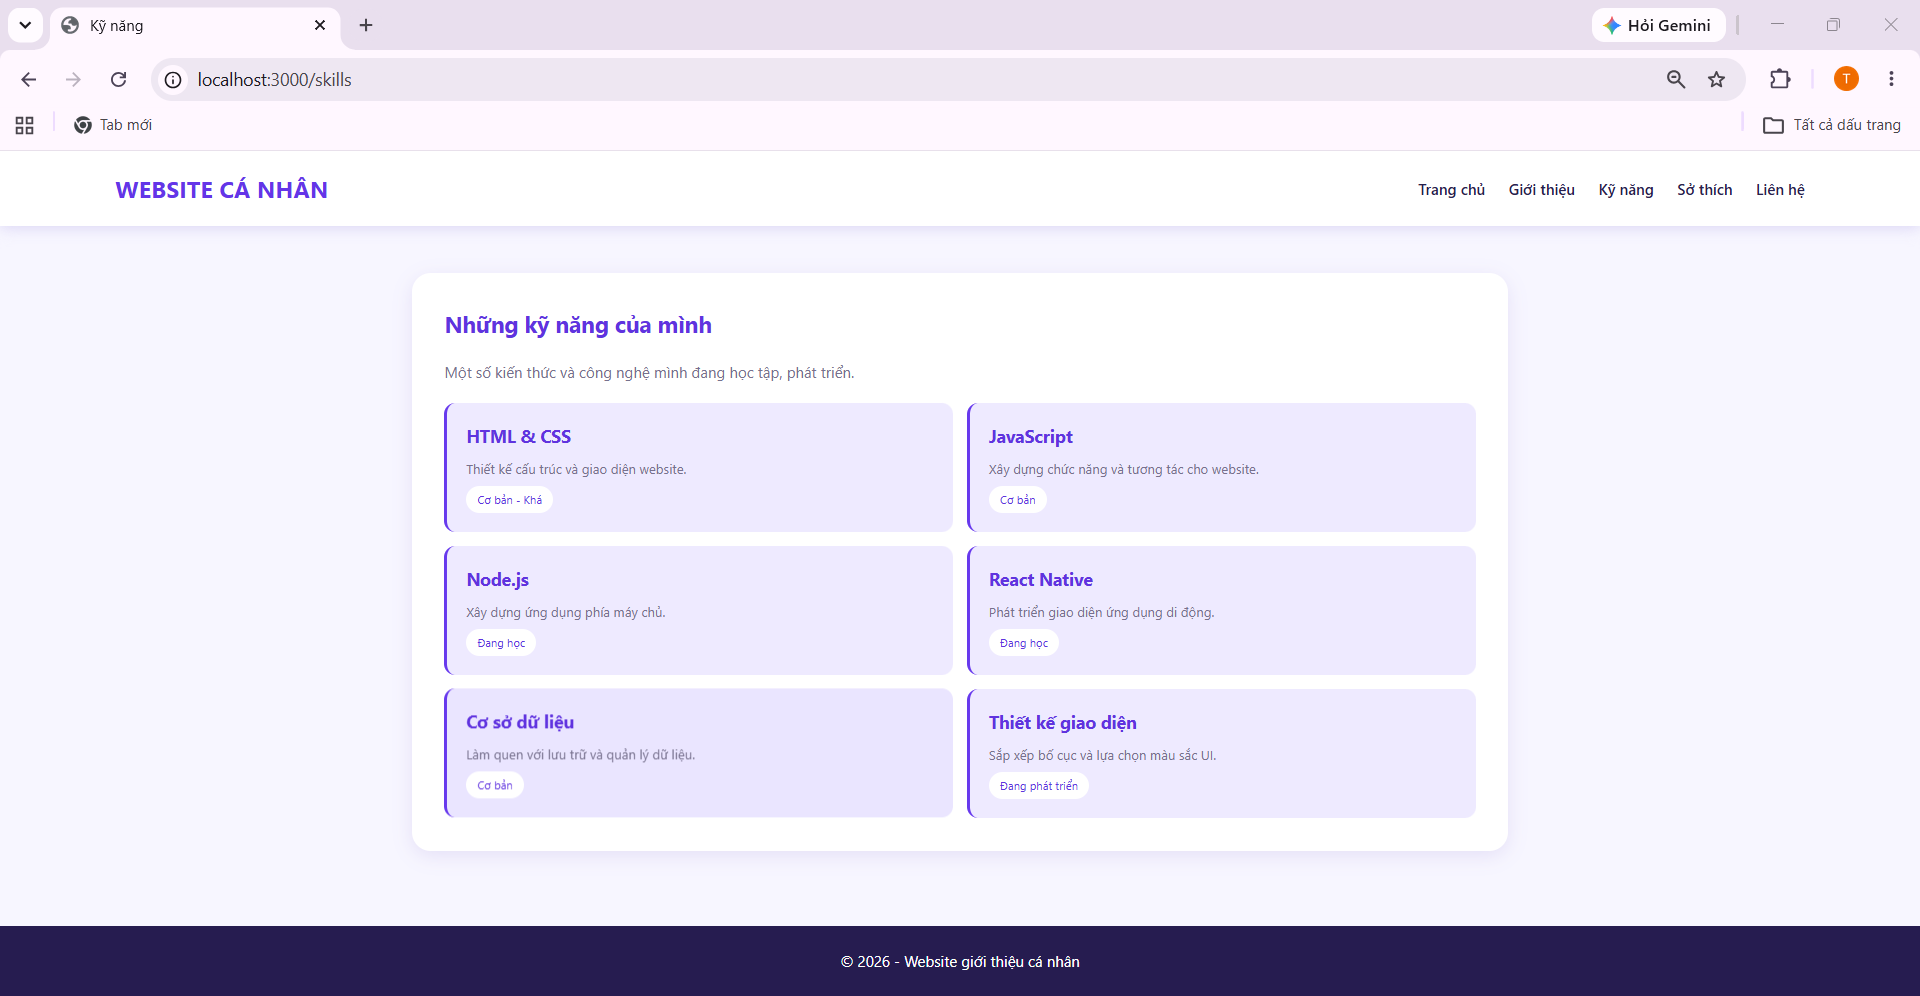 Kỹ năng
Hỏi Gemini
localhost:3000/skills
T
Tab mới
Tất cả dấu trang
WEBSITE CÁ NHÂN
Trang chủ
Giới thiệu
Kỹ năng
Sở thích
Liên hệ
Những kỹ năng của mình
Một số kiến thức và công nghệ mình đang học tập, phát triển.
HTML & CSS
Thiết kế cấu trúc và giao diện website.
Cơ bản - Khá
JavaScript
Xây dựng chức năng và tương tác cho website.
Cơ bản
Node.js
Xây dựng ứng dụng phía máy chủ.
Đang học
React Native
Phát triển giao diện ứng dụng di động.
Đang học
Cơ sở dữ liệu
Làm quen với lưu trữ và quản lý dữ liệu.
Cơ bản
Thiết kế giao diện
Sắp xếp bố cục và lựa chọn màu sắc UI.
Đang phát triển
© 2026 - Website giới thiệu cá nhân